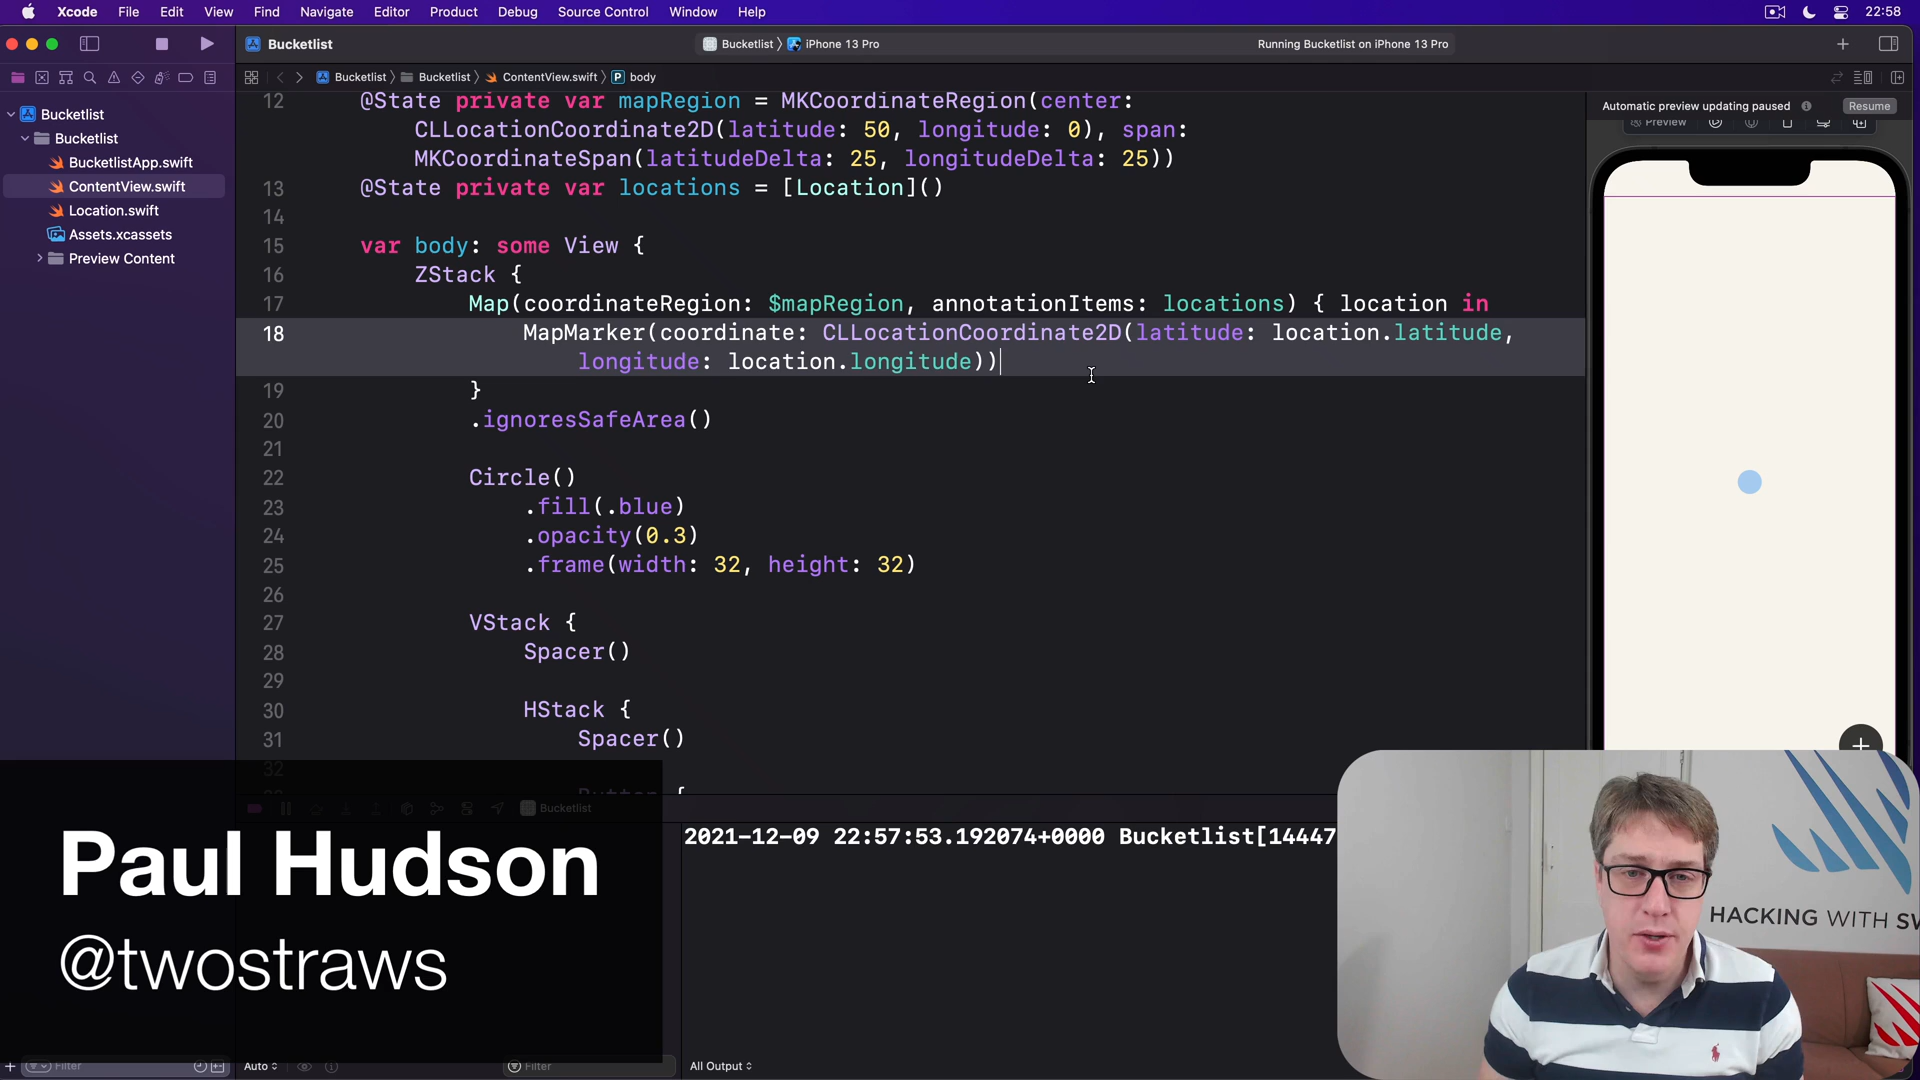 Xcode File Edit View Find Navigate Editor Product Debug Source Control Window Help 22:58
Bucketlist
Bucketlist iPhone 13 Pro
Running Bucketlist on iPhone 13 Pro
Bucketlist Bucketlist ContentView.swift P body
Bucketlist
Bucketlist
BucketlistApp.swift
ContentView.swift
Location.swift
Assets.xcassets
Preview Content
12 @State private var mapRegion = MKCoordinateRegion(center:
CLLocationCoordinate2D(latitude: 50, longitude: 0), span:
MKCoordinateSpan(latitudeDelta: 25, longitudeDelta: 25))
13 @State private var locations = [Location]()
14
15 var body: some View {
16 ZStack {
17 Map(coordinateRegion: $mapRegion, annotationItems: locations) { location in
18 MapMarker(coordinate: CLLocationCoordinate2D(latitude: location.latitude,
longitude: location.longitude))
19 }
20 .ignoresSafeArea()
21
22 Circle()
23 .fill(.blue)
24 .opacity(0.3)
25 .frame(width: 32, height: 32)
26
27 VStack {
28 Spacer()
29
30 HStack {
31 Spacer()
32
Button {
Automatic preview updating paused Resume
Preview
Bucketlist
2021-12-09 22:57:53.192074+0000 Bucketlist[14447
Paul Hudson
@twostraws
HACKING WITH SW
Filter
Auto
Filter
All Output